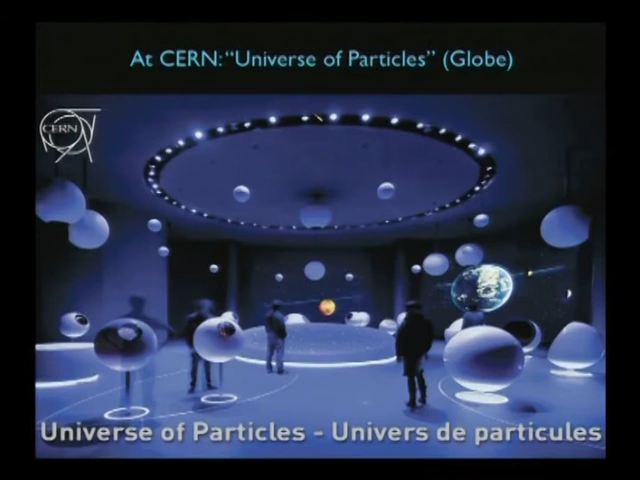 At CERN: “Universe of Particles” (Globe)
CERN
Universe of Particles - Univers de particules